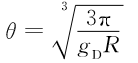 θ = ∛(3π / g_D R)